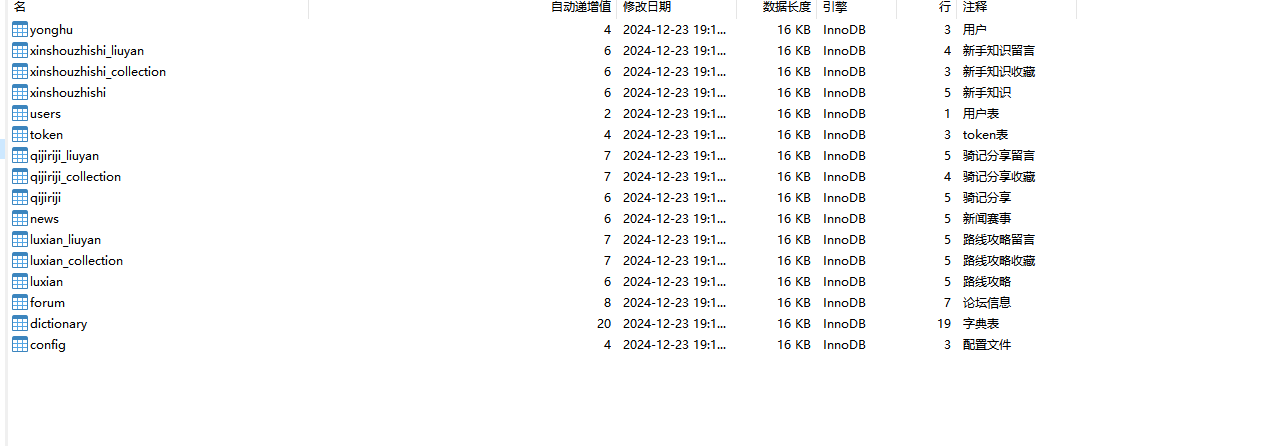 名 自动递增值 修改日期 数据长度 引擎 行 注释
yonghu 4 2024-12-23 19:1... 16 KB InnoDB 3 用户
xinshouzhishi_liuyan 6 2024-12-23 19:1... 16 KB InnoDB 4 新手知识留言
xinshouzhishi_collection 6 2024-12-23 19:1... 16 KB InnoDB 3 新手知识收藏
xinshouzhishi 6 2024-12-23 19:1... 16 KB InnoDB 5 新手知识
users 2 2024-12-23 19:1... 16 KB InnoDB 1 用户表
token 4 2024-12-23 19:1... 16 KB InnoDB 3 token表
qijiriji_liuyan 7 2024-12-23 19:1... 16 KB InnoDB 5 骑记分享留言
qijiriji_collection 7 2024-12-23 19:1... 16 KB InnoDB 4 骑记分享收藏
qijiriji 6 2024-12-23 19:1... 16 KB InnoDB 5 骑记分享
news 6 2024-12-23 19:1... 16 KB InnoDB 5 新闻赛事
luxian_liuyan 7 2024-12-23 19:1... 16 KB InnoDB 5 路线攻略留言
luxian_collection 7 2024-12-23 19:1... 16 KB InnoDB 5 路线攻略收藏
luxian 6 2024-12-23 19:1... 16 KB InnoDB 5 路线攻略
forum 8 2024-12-23 19:1... 16 KB InnoDB 7 论坛信息
dictionary 20 2024-12-23 19:1... 16 KB InnoDB 19 字典表
config 4 2024-12-23 19:1... 16 KB InnoDB 3 配置文件